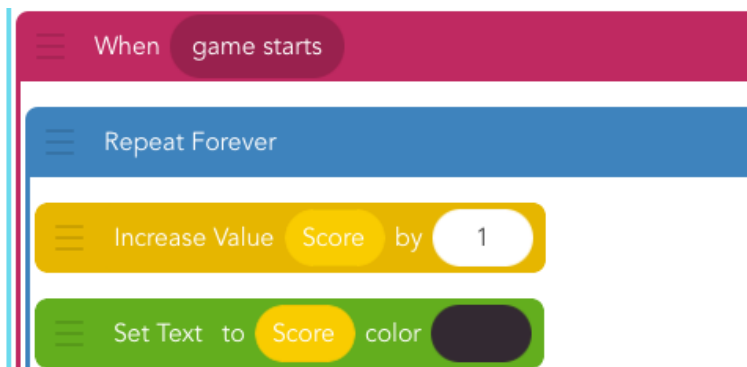 When game starts
Repeat Forever
Increase Value Score by 1
Set Text to Score color